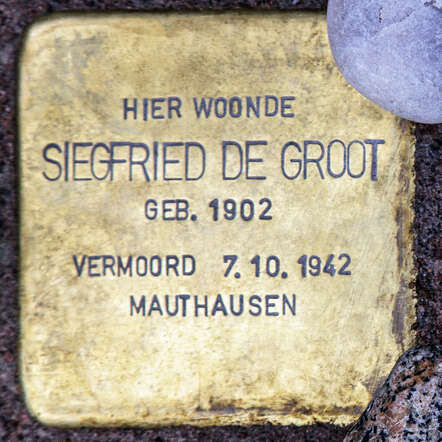 HIER WOONDE
SIEGFRIED DE GROOT
GEB. 1902
VERMOORD 7.10.1942
MAUTHAUSEN